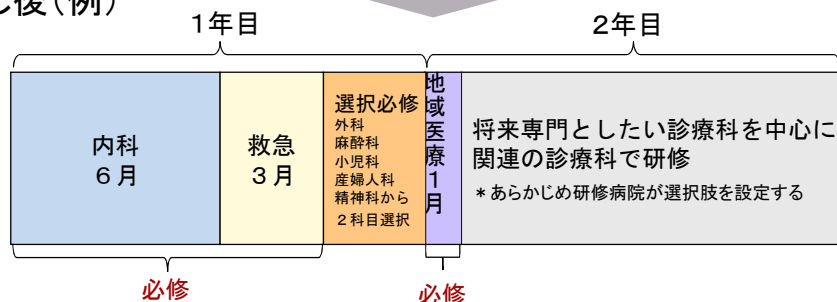 後(例)
1年目
2年目
内科
6月
救急
3月
選択必修
外科
麻酔科
小児科
産婦人科
精神科から
2科目選択
地域医療1月
将来専門としたい診療科を中心に
関連の診療科で研修
*あらかじめ研修病院が選択肢を設定する
必修
必修